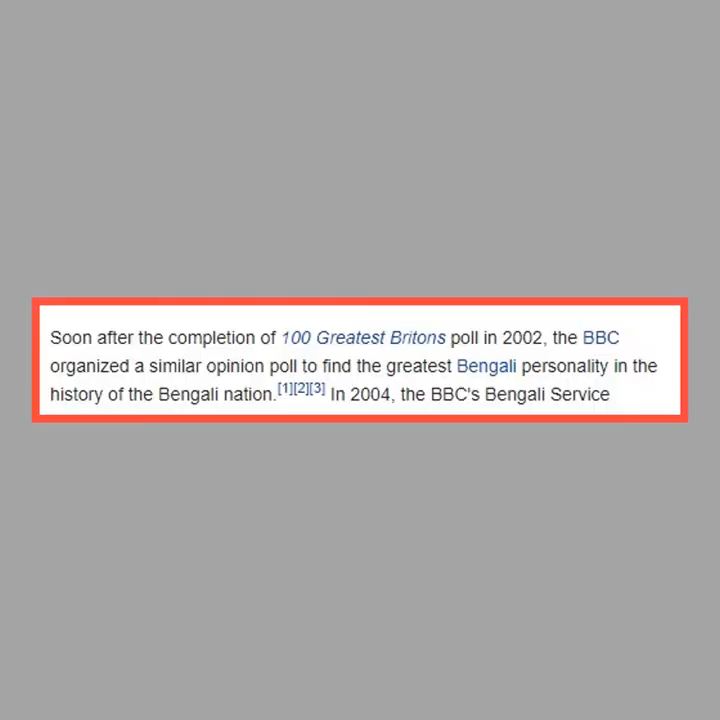 Soon after the completion of 100 Greatest Britons poll in 2002, the BBC
organized a similar opinion poll to find the greatest Bengali personality in the
history of the Bengali nation.[1][2][3] In 2004, the BBC's Bengali Service